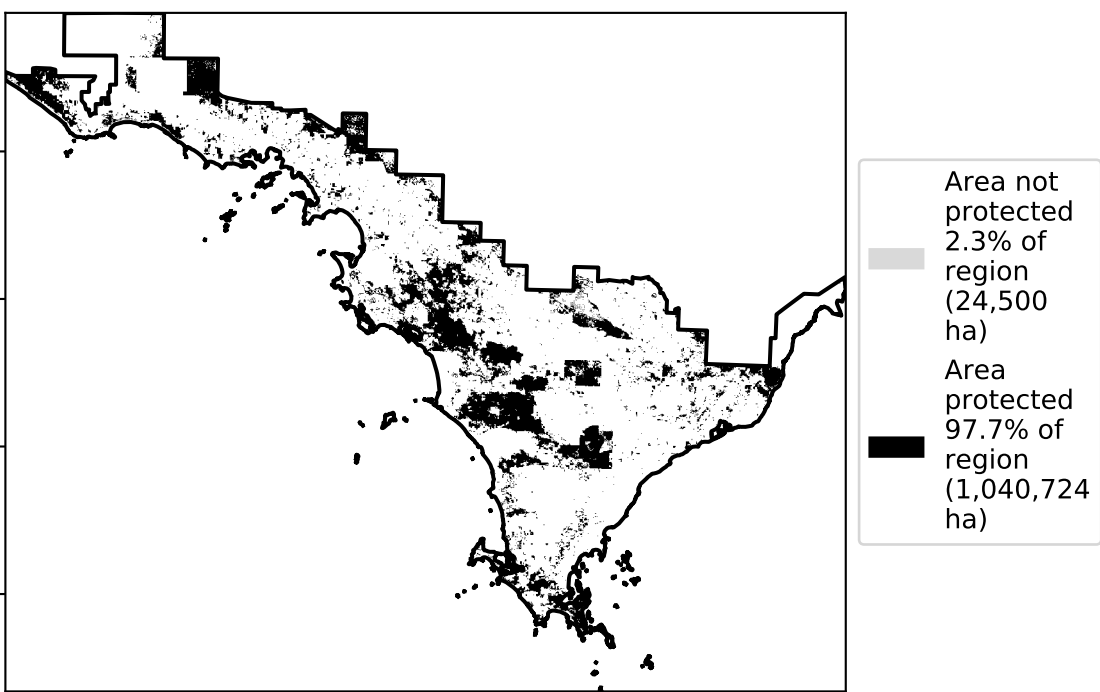 Area not
protected
2.3% of
region
(24,500
ha)
Area
protected
97.7% of
region
(1,040,724
ha)